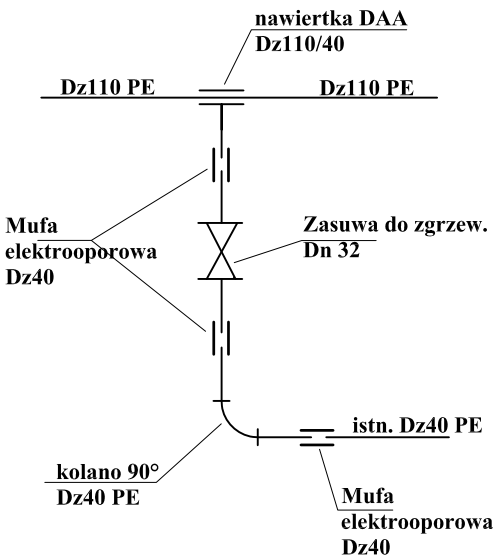 nawiertka DAA
Dz110/40
Dz110 PE
Dz110 PE
Mufa
elektrooporowa
Dz40
Zasuwa do zgrzew.
Dn 32
istn. Dz40 PE
kolano 90°
Dz40 PE
Mufa
elektrooporowa
Dz40